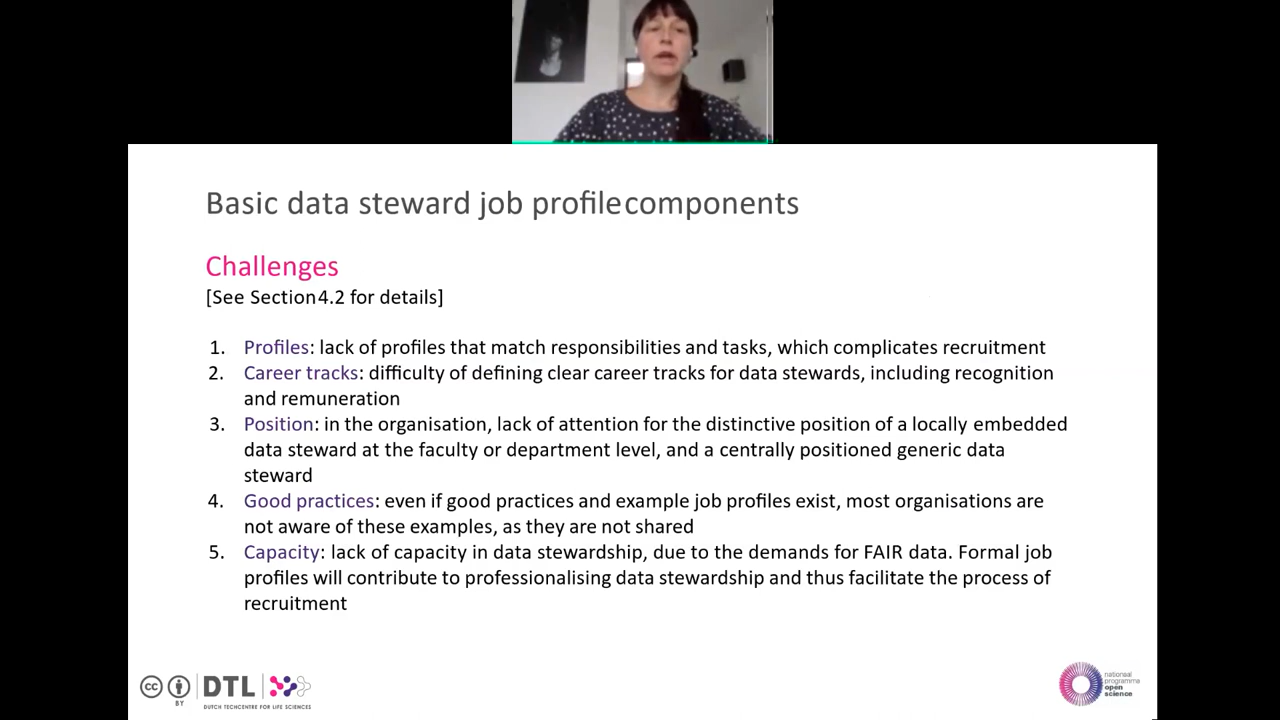 Basic data steward job profile components
Challenges
[See Section 4.2 for details]
1. Profiles: lack of profiles that match responsibilities and tasks, which complicates recruitment
2. Career tracks: difficulty of defining clear career tracks for data stewards, including recognition
and remuneration
3. Position: in the organisation, lack of attention for the distinctive position of a locally embedded
data steward at the faculty or department level, and a centrally positioned generic data
steward
4. Good practices: even if good practices and example job profiles exist, most organisations are
not aware of these examples, as they are not shared
5. Capacity: lack of capacity in data stewardship, due to the demands for FAIR data. Formal job
profiles will contribute to professionalising data stewardship and thus facilitate the process of
recruitment
cc
BY
DTL
DUTCH TECHCENTRE FOR LIFE SCIENCES
nationaal
programma
open
science